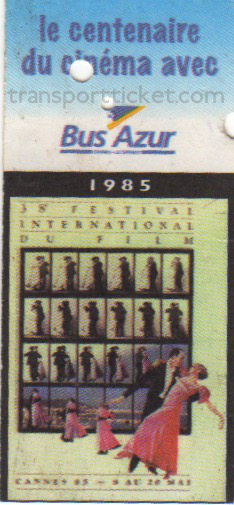 le centenaire
du cinéma avec
transportticket.com
Bus Azur
1985
38e FESTIVAL
INTERNATIONAL
DU FILM
CANNES 85 - 8 AU 20 MAI